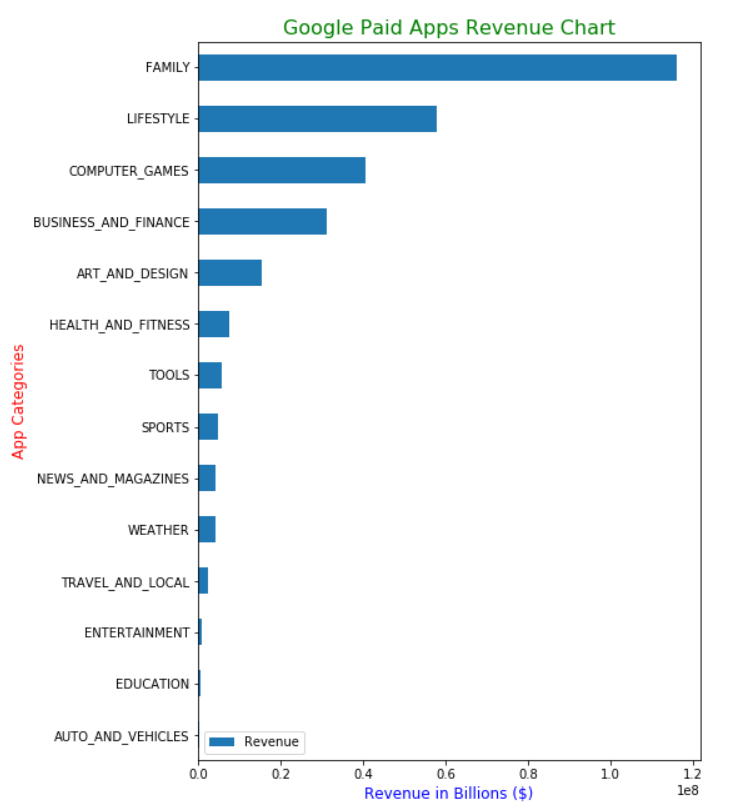 Google Paid Apps Revenue Chart
FAMILY
LIFESTYLE
COMPUTER_GAMES
BUSINESS_AND_FINANCE
ART_AND_DESIGN
HEALTH_AND_FITNESS
TOOLS
SPORTS
NEWS_AND_MAGAZINES
WEATHER
TRAVEL_AND_LOCAL
ENTERTAINMENT
EDUCATION
AUTO_AND_VEHICLES
App Categories
Revenue
0.0 0.2 0.4 0.6 0.8 1.0 1.2
1e8
Revenue in Billions ($)